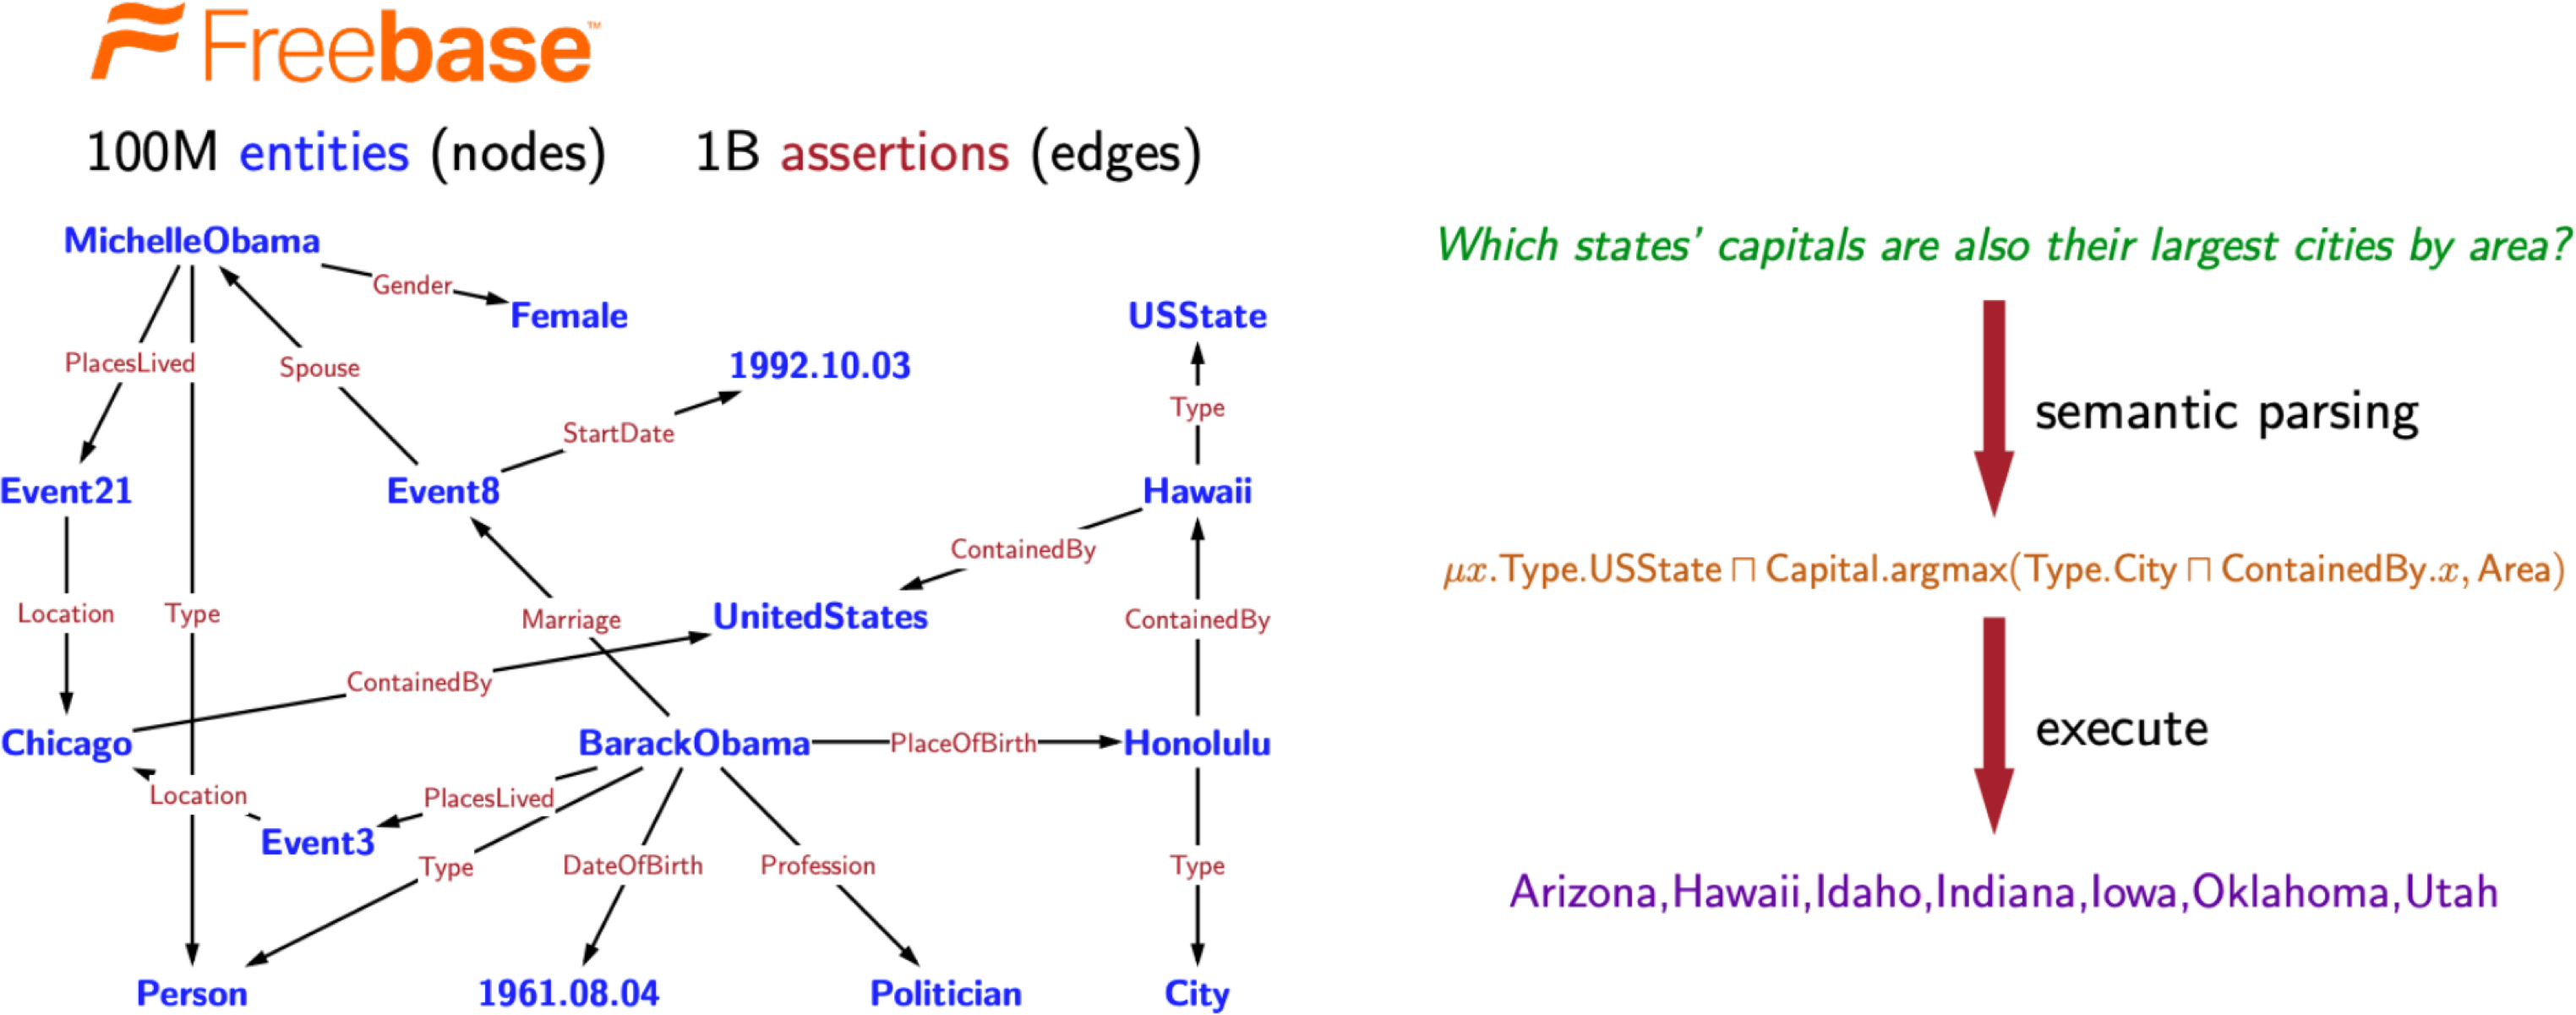 Freebase™
100M entities (nodes) 1B assertions (edges)
MichelleObama
Gender
Female
USState
PlacesLived
Spouse
1992.10.03
Type
StartDate
Event21
Event8
Hawaii
ContainedBy
Location
Type
Marriage
UnitedStates
ContainedBy
ContainedBy
Chicago
BarackObama
PlaceOfBirth
Honolulu
Location
PlacesLived
Event3
Type
DateOfBirth
Profession
Type
Person
1961.08.04
Politician
City
Which states' capitals are also their largest cities by area?
semantic parsing
μx.Type.USState ⊓ Capital.argmax(Type.City ⊓ ContainedBy.x, Area)
execute
Arizona,Hawaii,Idaho,Indiana,Iowa,Oklahoma,Utah